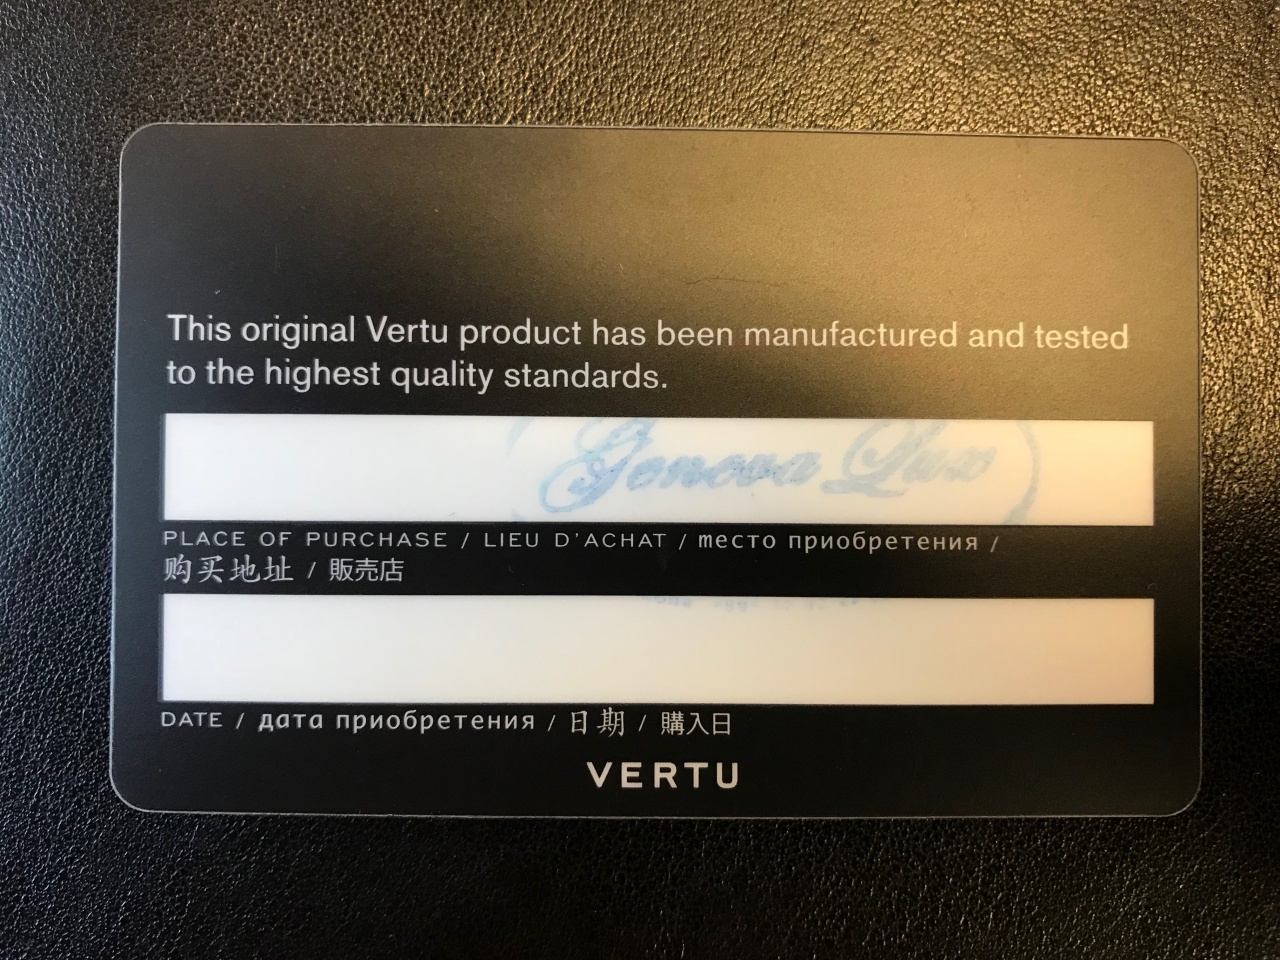 This original Vertu product has been manufactured and tested
to the highest quality standards.
Geneva Lux
PLACE OF PURCHASE / LIEU D'ACHAT / место приобретения /
购买地址 / 販売店
DATE / дата приобретения / 日期 / 購入日
VERTU